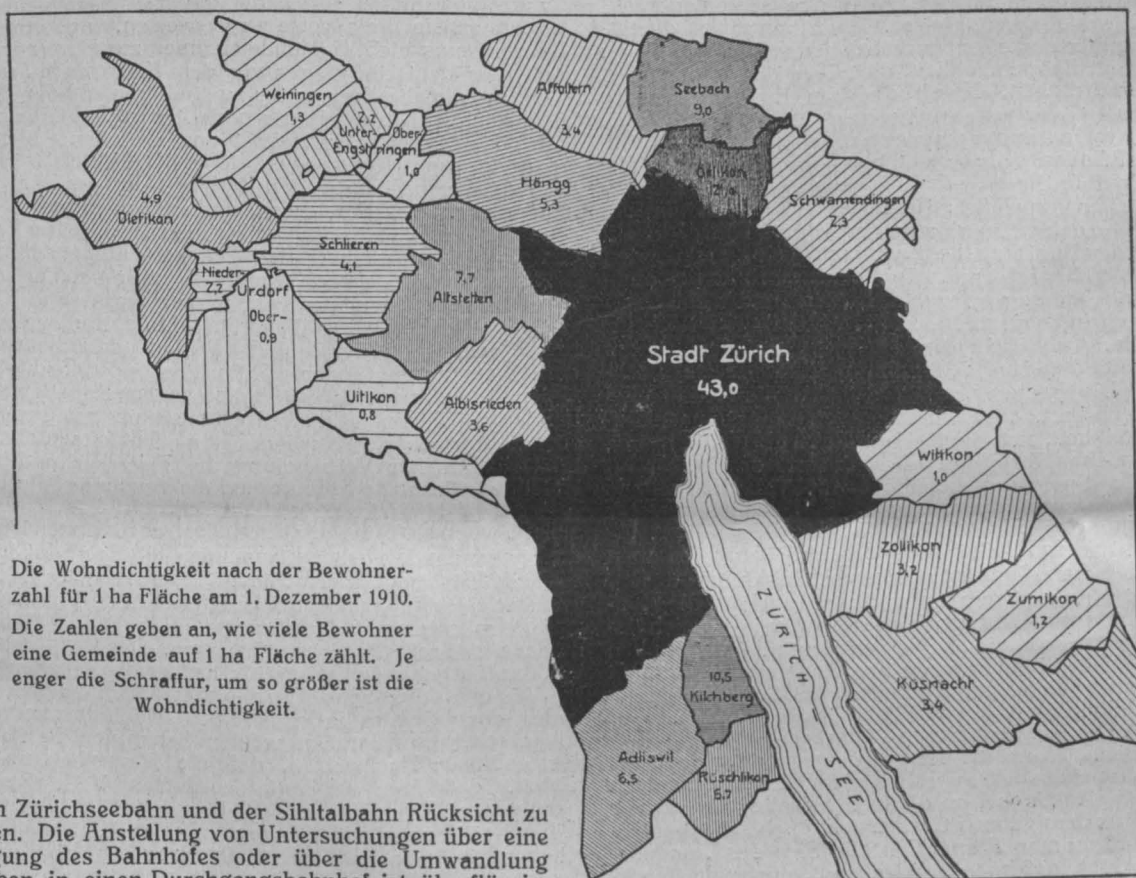 Weiningen
1,3
2,2
Unter-
Engstringen
Ober-
1,0
Affoltern
3,4
Seebach
9,0
Oerlikon
Höngg
5,3
Schwamendingen
2,3
4,9
Dietikon
Schlieren
4,1
7,7
Altstetten
Nieder-
2,2
Urdorf
Ober-
0,9
Uitikon
0,8
Albisrieden
3,6
Stadt Zürich
43,0
Witikon
1,0
Zollikon
3,2
Zumikon
1,2
Küsnacht
3,4
ZÜRICH-SEE
10,5
Kilchberg
Adliswil
6,5
Rüschlikon
5,7
Die Wohndichtigkeit nach der Bewohner-
zahl für 1 ha Fläche am 1. Dezember 1910.
Die Zahlen geben an, wie viele Bewohner
eine Gemeinde auf 1 ha Fläche zählt. Je
enger die Schraffur, um so größer ist die
Wohndichtigkeit.
Zürichseebahn und der Sihltalbahn Rücksicht zu
Die Anstellung von Untersuchungen über eine
des Bahnhofes oder über die Umwandlung
in einen Durchgangsbahnhof ist